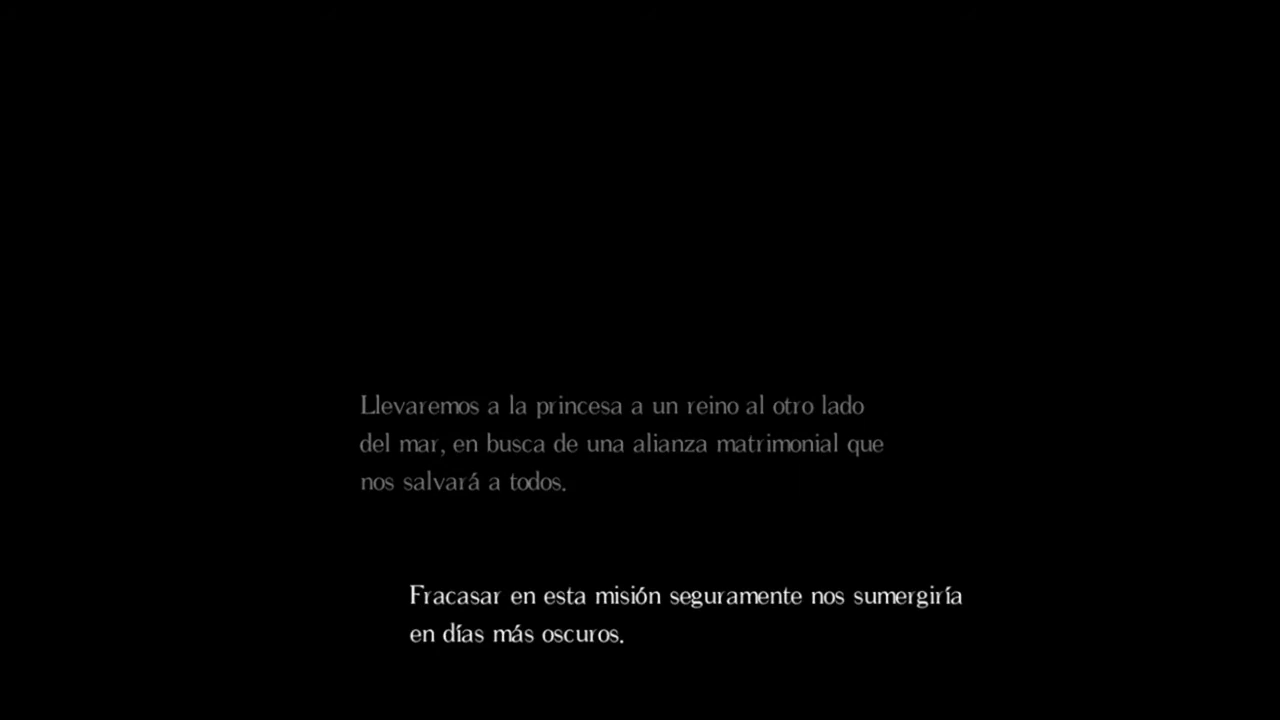 Llevaremos a la princesa a un reino al otro lado
del mar, en busca de una alianza matrimonial que
nos salvará a todos.
Fracasar en esta misión seguramente nos sumergiría
en días más oscuros.